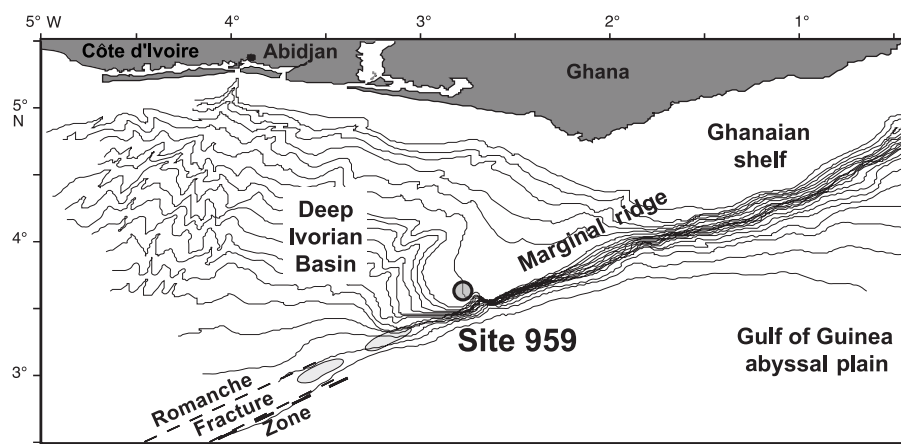 5° W
4°
3°
2°
1°
Côte d'Ivoire
Abidjan
Ghana
5°
N
Ghanaian
shelf
Marginal ridge
Deep
Ivorian
Basin
4°
Site 959
Gulf of Guinea
abyssal plain
3°
Romanche
Fracture
Zone